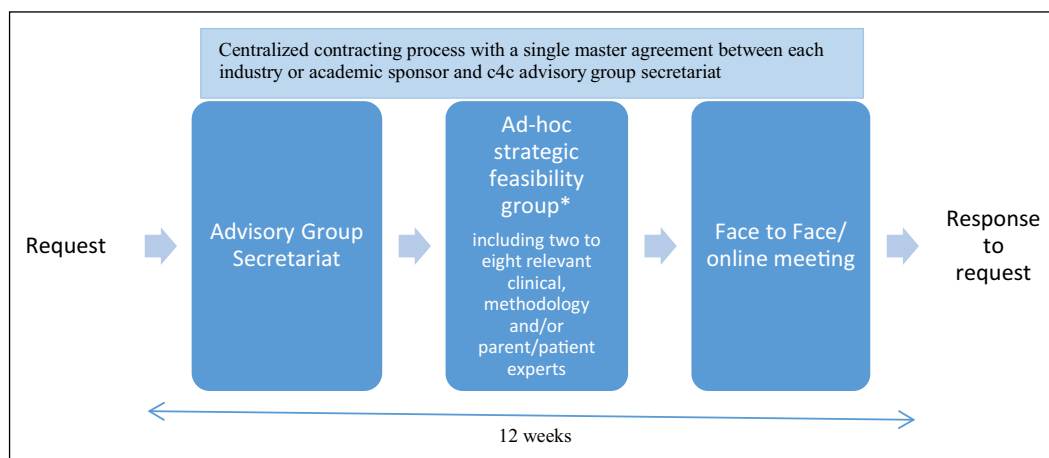 Centralized contracting process with a single master agreement between each
industry or academic sponsor and c4c advisory group secretariat
Request
Advisory Group
Secretariat
Ad-hoc
strategic
feasibility
group*
including two to
eight relevant
clinical,
methodology
and/or
parent/patient
experts
Face to Face/
online meeting
Response
to
request
12 weeks